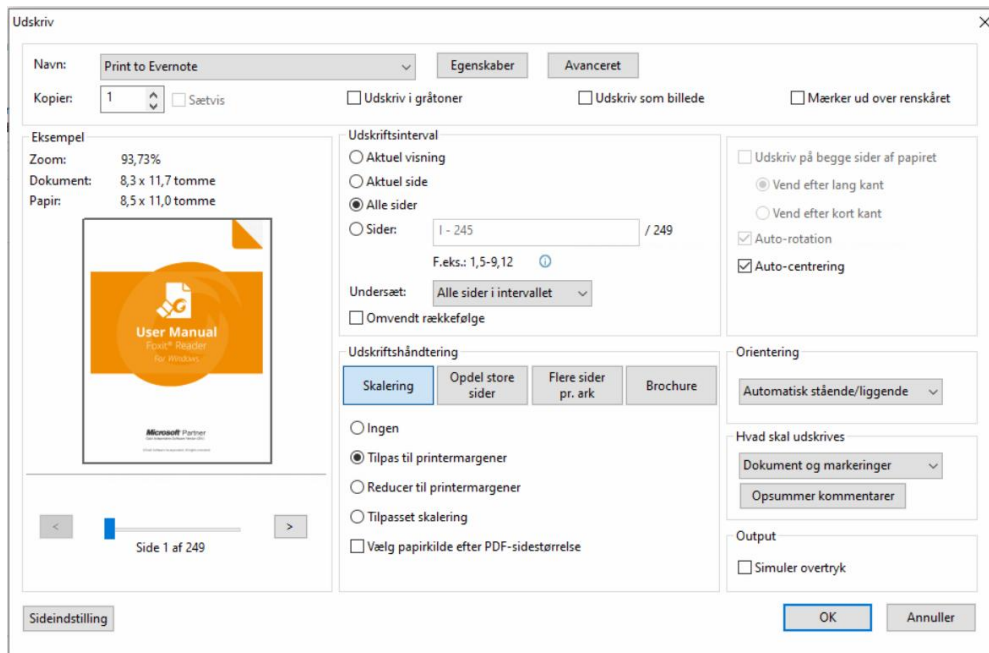 Udskriv
Navn: Print to Evernote Egenskaber Avanceret
Kopier: 1 Sætvis Udskriv i gråtoner Udskriv som billede Mærker ud over renskåret
Eksempel
Zoom: 93,73%
Dokument: 8,3 x 11,7 tomme
Papir: 8,5 x 11,0 tomme
User Manual
Foxit® Reader
For Windows
Microsoft Partner
< >
Side 1 af 249
Udskriftsinterval
Aktuel visning
Aktuel side
Alle sider
Sider: I - 245 / 249
F.eks.: 1,5-9,12
Undersæt: Alle sider i intervallet
Omvendt rækkefølge
Udskriftshåndtering
Skalering
Opdel store
sider
Flere sider
pr. ark
Brochure
Ingen
Tilpas til printermargener
Reducer til printermargener
Tilpasset skalering
Vælg papirkilde efter PDF-sidestørrelse
Udskriv på begge sider af papiret
Vend efter lang kant
Vend efter kort kant
Auto-rotation
Auto-centrering
Orientering
Automatisk stående/liggende
Hvad skal udskrives
Dokument og markeringer
Opsummer kommentarer
Output
Simuler overtryk
Sideindstilling OK Annuller